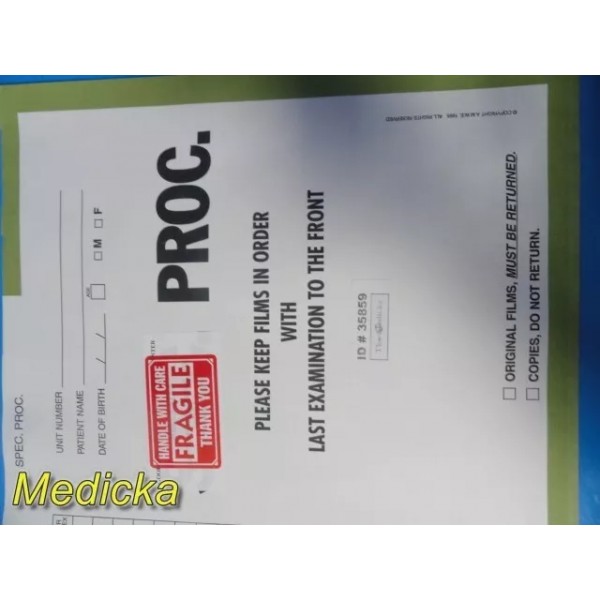 SPEC. PROC.
UNIT NUMBER
PATIENT NAME
DATE OF BIRTH / / AGE M F
HANDLE WITH CARE
FRAGILE
THANK YOU
PROC.
PLEASE KEEP FILMS IN ORDER
WITH
LAST EXAMINATION TO THE FRONT
ID # 35859
ORIGINAL FILMS, MUST BE RETURNED.
COPIES, DO NOT RETURN.
Medicka